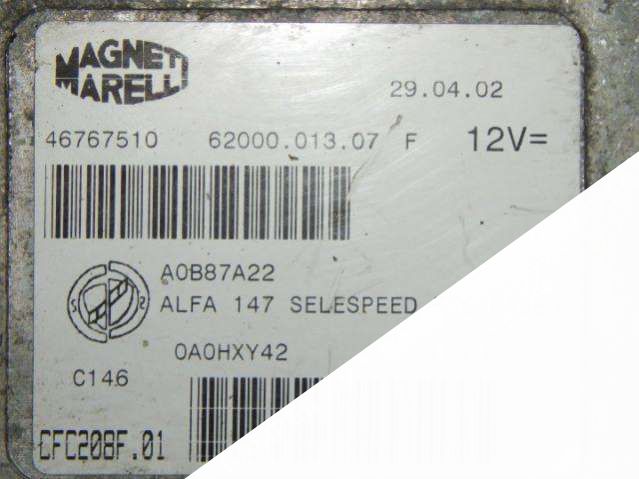 MAGNETI
MARELLI
29.04.02
46767510 62000.013.07 F 12V=
A0B87A22
ALFA 147 SELESPEED
0A0HXY42
C146
CFC208F.01